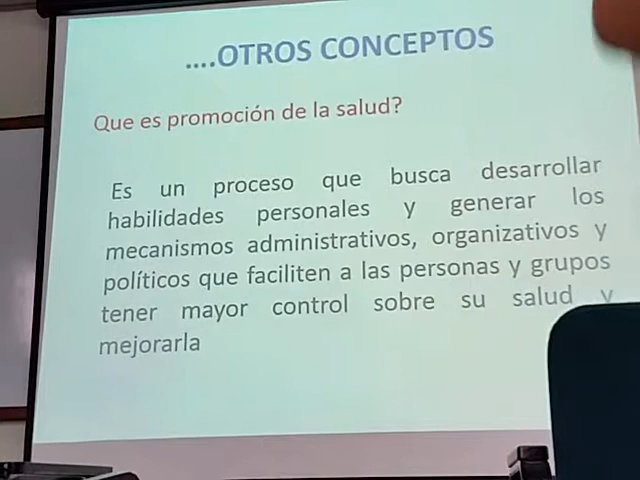 ....OTROS CONCEPTOS
Que es promoción de la salud?
Es un proceso que busca desarrollar
habilidades personales y generar los
mecanismos administrativos, organizativos y
políticos que faciliten a las personas y grupos
tener mayor control sobre su salud y
mejorarla